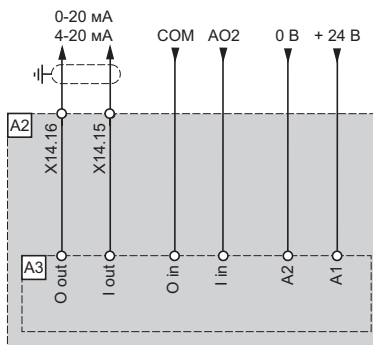 0-20 мА
4-20 мА
COM AO2 0 В + 24 В
A2
X14.16
X14.15
A3
O out
I out
O in
I in
A2
A1